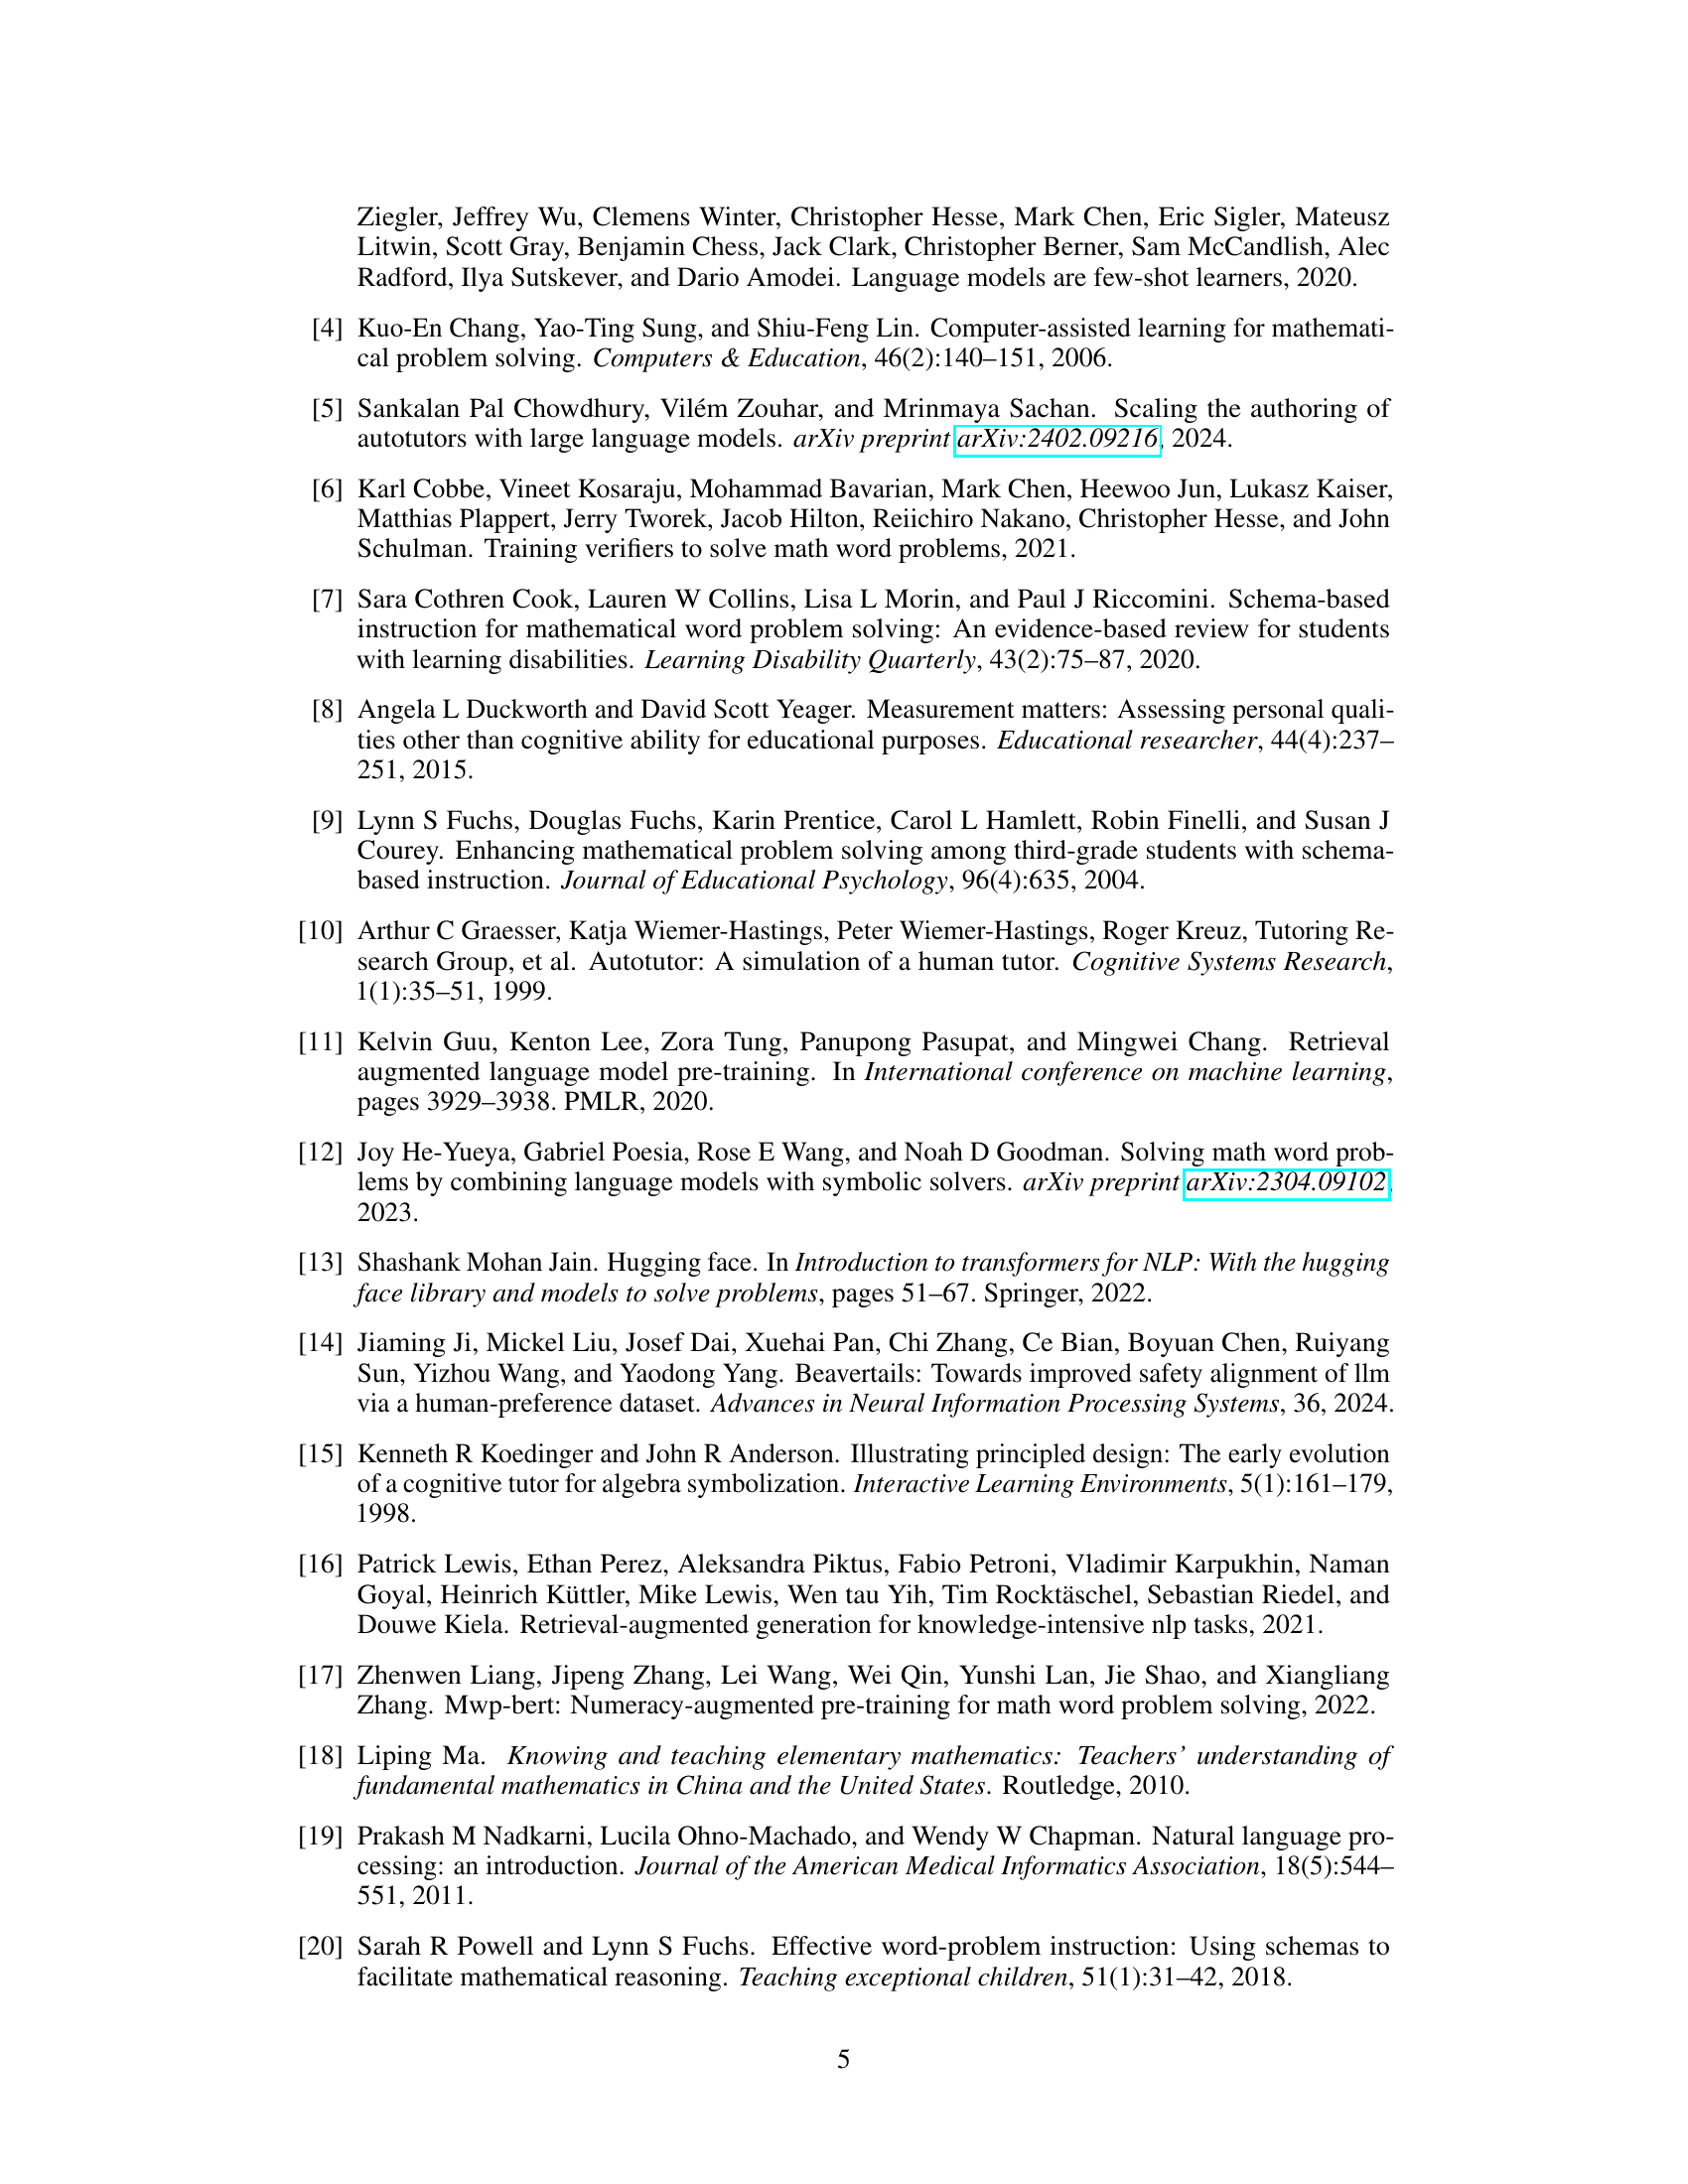 Ziegler, Jeffrey Wu, Clemens Winter, Christopher Hesse, Mark Chen, Eric Sigler, Mateusz
Litwin, Scott Gray, Benjamin Chess, Jack Clark, Christopher Berner, Sam McCandlish, Alec
Radford, Ilya Sutskever, and Dario Amodei. Language models are few-shot learners, 2020.
[4] Kuo-En Chang, Yao-Ting Sung, and Shiu-Feng Lin. Computer-assisted learning for mathemati-
cal problem solving. Computers & Education, 46(2):140–151, 2006.
[5] Sankalan Pal Chowdhury, Vilém Zouhar, and Mrinmaya Sachan. Scaling the authoring of
autotutors with large language models. arXiv preprint arXiv:2402.09216, 2024.
[6] Karl Cobbe, Vineet Kosaraju, Mohammad Bavarian, Mark Chen, Heewoo Jun, Lukasz Kaiser,
Matthias Plappert, Jerry Tworek, Jacob Hilton, Reiichiro Nakano, Christopher Hesse, and John
Schulman. Training verifiers to solve math word problems, 2021.
[7] Sara Cothren Cook, Lauren W Collins, Lisa L Morin, and Paul J Riccomini. Schema-based
instruction for mathematical word problem solving: An evidence-based review for students
with learning disabilities. Learning Disability Quarterly, 43(2):75–87, 2020.
[8] Angela L Duckworth and David Scott Yeager. Measurement matters: Assessing personal quali-
ties other than cognitive ability for educational purposes. Educational researcher, 44(4):237–
251, 2015.
[9] Lynn S Fuchs, Douglas Fuchs, Karin Prentice, Carol L Hamlett, Robin Finelli, and Susan J
Courey. Enhancing mathematical problem solving among third-grade students with schema-
based instruction. Journal of Educational Psychology, 96(4):635, 2004.
[10] Arthur C Graesser, Katja Wiemer-Hastings, Peter Wiemer-Hastings, Roger Kreuz, Tutoring Re-
search Group, et al. Autotutor: A simulation of a human tutor. Cognitive Systems Research,
1(1):35–51, 1999.
[11] Kelvin Guu, Kenton Lee, Zora Tung, Panupong Pasupat, and Mingwei Chang. Retrieval
augmented language model pre-training. In International conference on machine learning,
pages 3929–3938. PMLR, 2020.
[12] Joy He-Yueya, Gabriel Poesia, Rose E Wang, and Noah D Goodman. Solving math word prob-
lems by combining language models with symbolic solvers. arXiv preprint arXiv:2304.09102,
2023.
[13] Shashank Mohan Jain. Hugging face. In Introduction to transformers for NLP: With the hugging
face library and models to solve problems, pages 51–67. Springer, 2022.
[14] Jiaming Ji, Mickel Liu, Josef Dai, Xuehai Pan, Chi Zhang, Ce Bian, Boyuan Chen, Ruiyang
Sun, Yizhou Wang, and Yaodong Yang. Beavertails: Towards improved safety alignment of llm
via a human-preference dataset. Advances in Neural Information Processing Systems, 36, 2024.
[15] Kenneth R Koedinger and John R Anderson. Illustrating principled design: The early evolution
of a cognitive tutor for algebra symbolization. Interactive Learning Environments, 5(1):161–179,
1998.
[16] Patrick Lewis, Ethan Perez, Aleksandra Piktus, Fabio Petroni, Vladimir Karpukhin, Naman
Goyal, Heinrich Küttler, Mike Lewis, Wen tau Yih, Tim Rocktäschel, Sebastian Riedel, and
Douwe Kiela. Retrieval-augmented generation for knowledge-intensive nlp tasks, 2021.
[17] Zhenwen Liang, Jipeng Zhang, Lei Wang, Wei Qin, Yunshi Lan, Jie Shao, and Xiangliang
Zhang. Mwp-bert: Numeracy-augmented pre-training for math word problem solving, 2022.
[18] Liping Ma. Knowing and teaching elementary mathematics: Teachers' understanding of
fundamental mathematics in China and the United States. Routledge, 2010.
[19] Prakash M Nadkarni, Lucila Ohno-Machado, and Wendy W Chapman. Natural language pro-
cessing: an introduction. Journal of the American Medical Informatics Association, 18(5):544–
551, 2011.
[20] Sarah R Powell and Lynn S Fuchs. Effective word-problem instruction: Using schemas to
facilitate mathematical reasoning. Teaching exceptional children, 51(1):31–42, 2018.
5